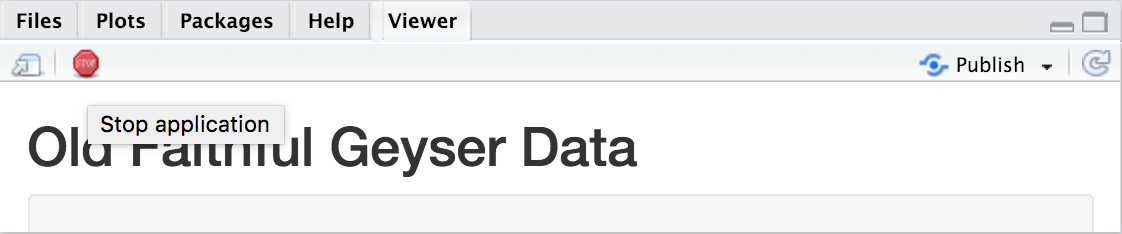 Files Plots Packages Help Viewer
STOP Publish
Stop application
Old Faithful Geyser Data